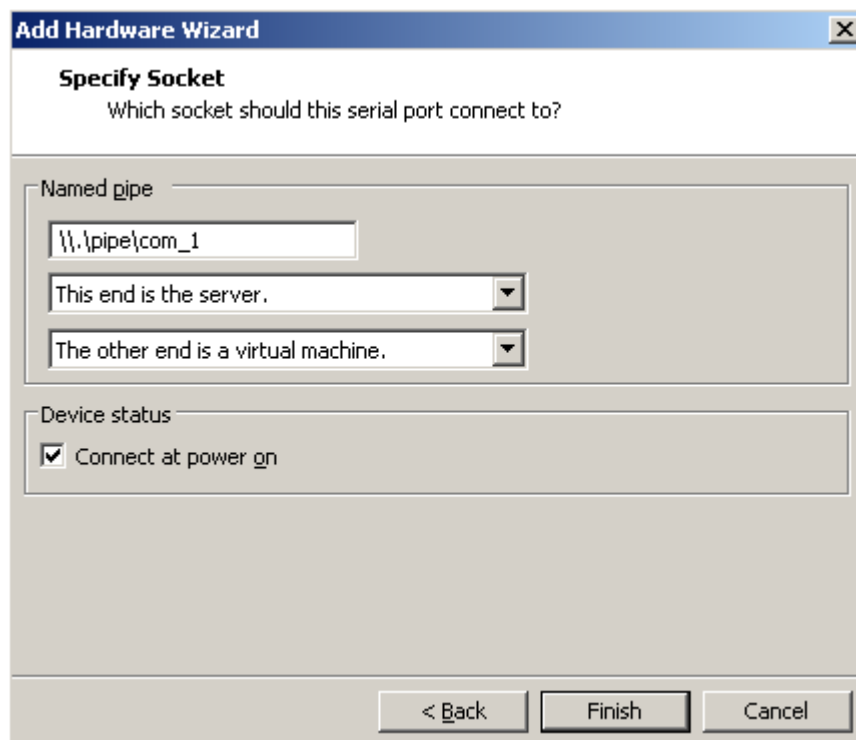 Add Hardware Wizard
Specify Socket
Which socket should this serial port connect to?
Named pipe
\\.\pipe\com_1
This end is the server.
The other end is a virtual machine.
Device status
Connect at power on
< Back Finish Cancel